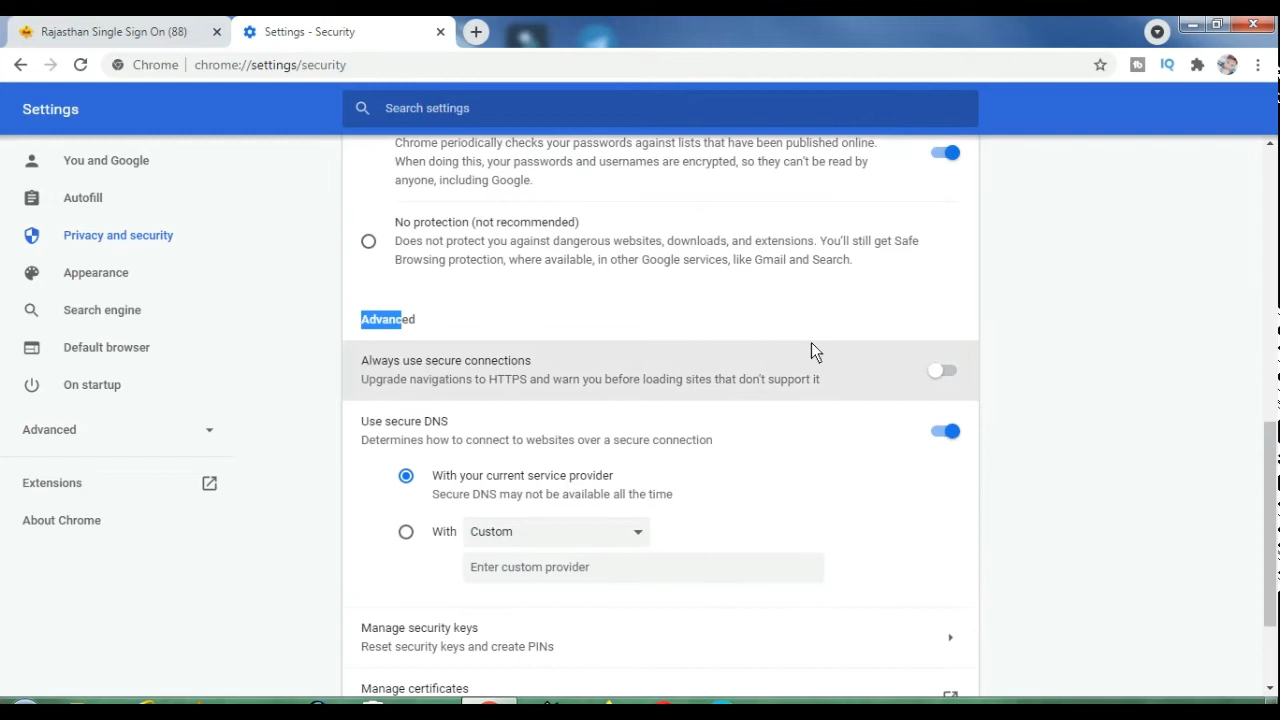 Rajasthan Single Sign On (88)
Settings - Security
Chrome
chrome://settings/security
IQ
Settings
Search settings
You and Google
Autofill
Privacy and security
Appearance
Search engine
Default browser
On startup
Advanced
Extensions
About Chrome
Chrome periodically checks your passwords against lists that have been published online.
When doing this, your passwords and usernames are encrypted, so they can't be read by
anyone, including Google.
No protection (not recommended)
Does not protect you against dangerous websites, downloads, and extensions. You'll still get Safe
Browsing protection, where available, in other Google services, like Gmail and Search.
Advanced
Always use secure connections
Upgrade navigations to HTTPS and warn you before loading sites that don't support it
Use secure DNS
Determines how to connect to websites over a secure connection
With your current service provider
Secure DNS may not be available all the time
With
Custom
Enter custom provider
Manage security keys
Reset security keys and create PINs
Manage certificates